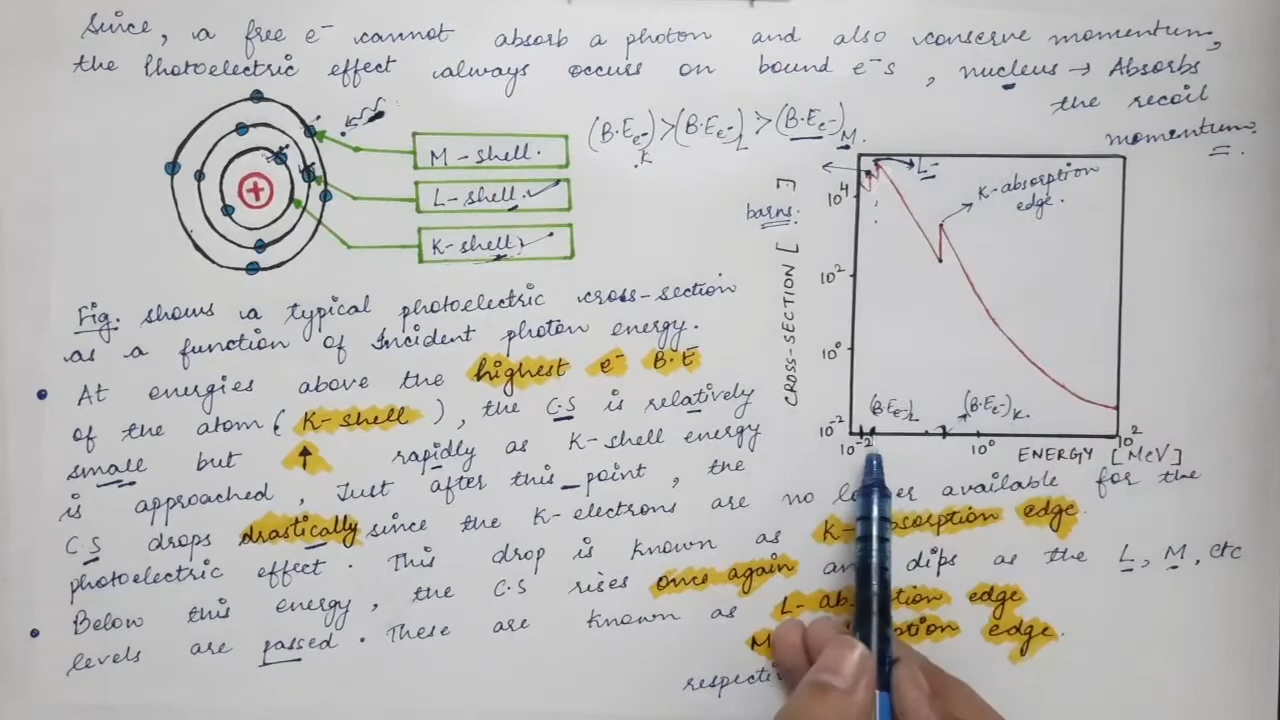 Since, a free e⁻ cannot absorb a photon and also conserve momentum,
the Photoelectric effect always occurs on bound e⁻s, nucleus → Absorbs
the recoil
momentum.
(B.E e⁻)K > (B.E e⁻)L > (B.E e⁻)M
M-shell.
L-shell.
K-shell
+
L-
K-absorption
edge.
CROSS-SECTION [barns.]
10⁴
10²
10⁰
10⁻²
(B.E e⁻)L
(B.E e⁻)K.
10⁻²
10⁰
10²
ENERGY [MeV]
Fig. shows a typical photoelectric cross-section
as a function of Incident photon energy.
• At energies above the highest e⁻ B.E
of the atom (K-shell), the C.S is relatively
small but ↑ rapidly as K-shell energy
is approached, Just after this point, the
C.S drops drastically since the K-electrons are no available for the
photoelectric effect. This drop is known as K- edge.
• Below this energy, the C.S rises once again dips as the L, M, etc
levels are passed. These are known as L- edge
M edge.